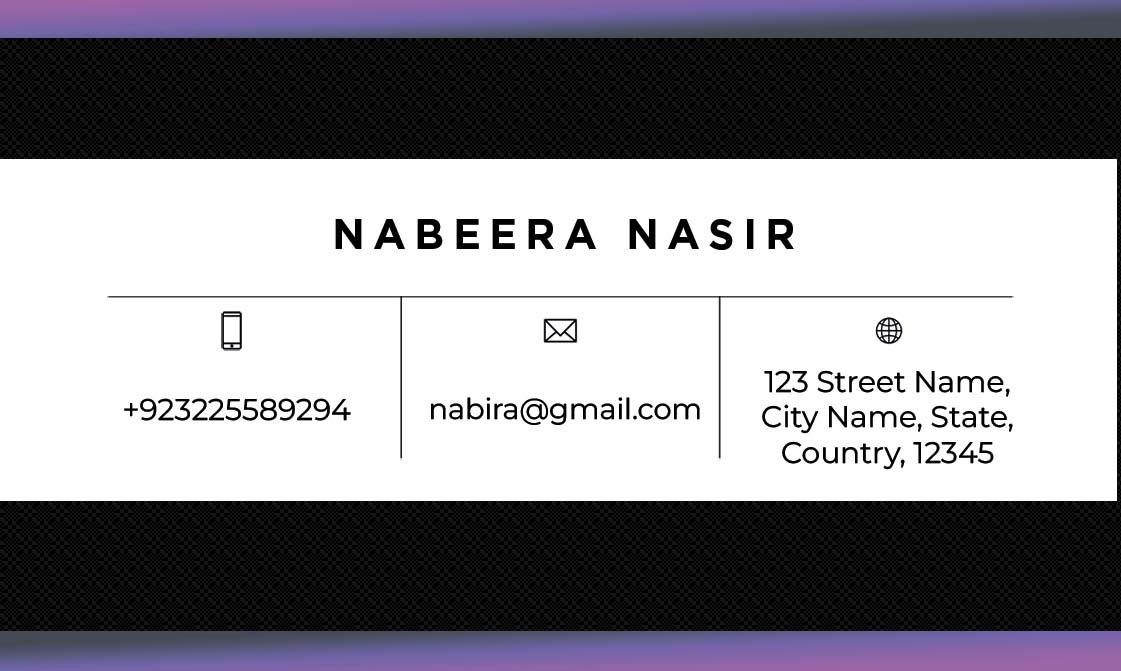 NABEERA NASIR
+923225589294
nabira@gmail.com
123 Street Name,
City Name, State,
Country, 12345